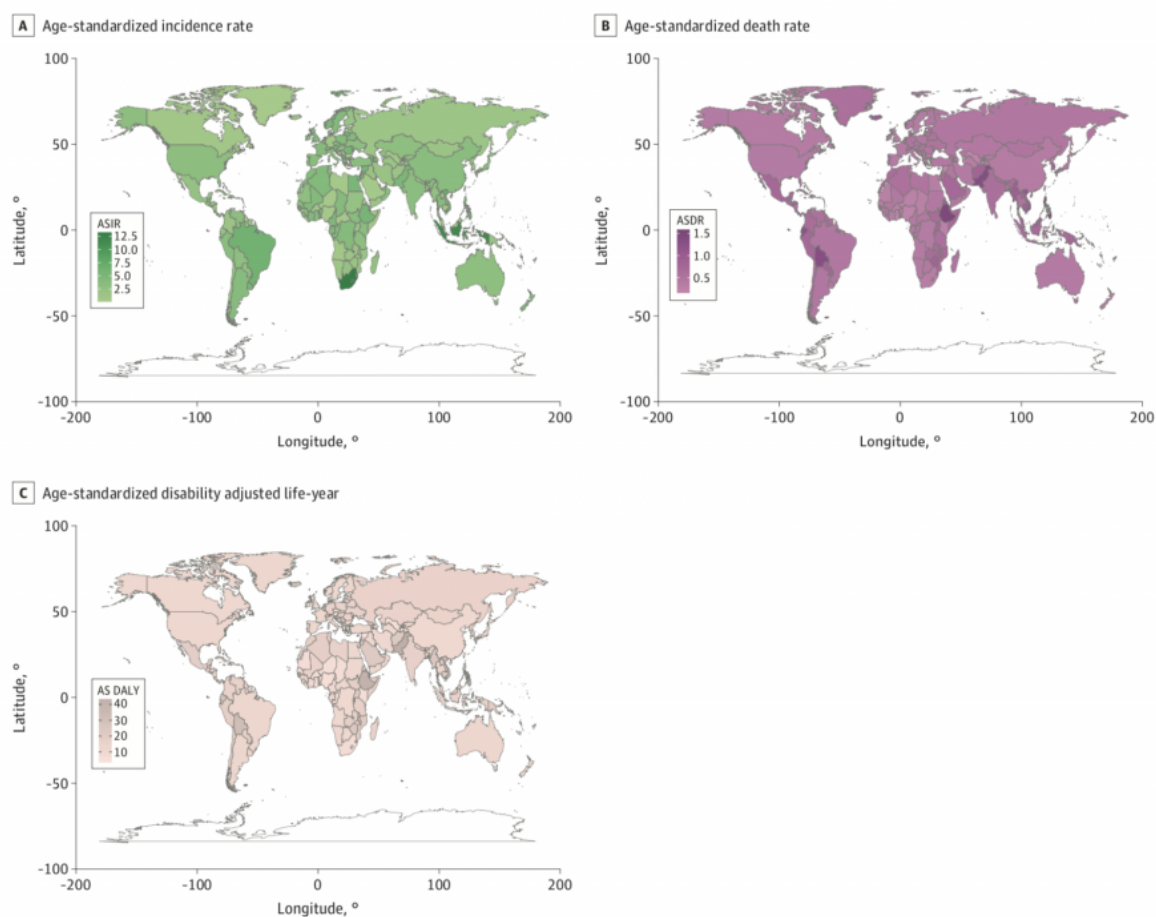 A Age-standardized incidence rate
100
50
0
-50
-100
Latitude, °
ASIR
12.5
10.0
7.5
5.0
2.5
-200 -100 0 100 200
Longitude, °
B Age-standardized death rate
100
50
0
-50
-100
Latitude, °
ASDR
1.5
1.0
0.5
-200 -100 0 100 200
Longitude, °
C Age-standardized disability adjusted life-year
100
50
0
-50
-100
Latitude, °
AS DALY
40
30
20
10
-200 -100 0 100 200
Longitude, °